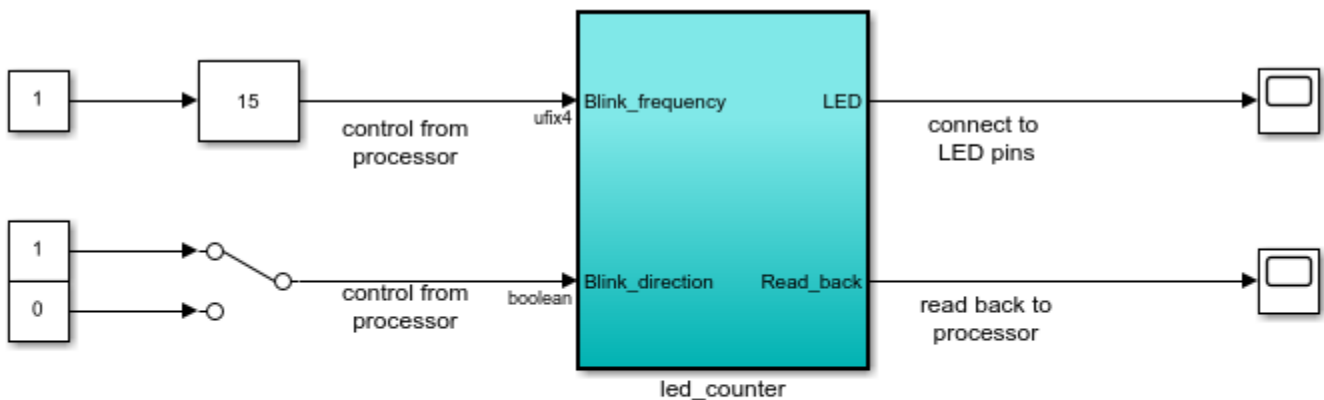 1
15
control from
processor
ufix4
Blink_frequency
LED
connect to
LED pins
1
0
control from
processor
boolean
Blink_direction
Read_back
read back to
processor
led_counter